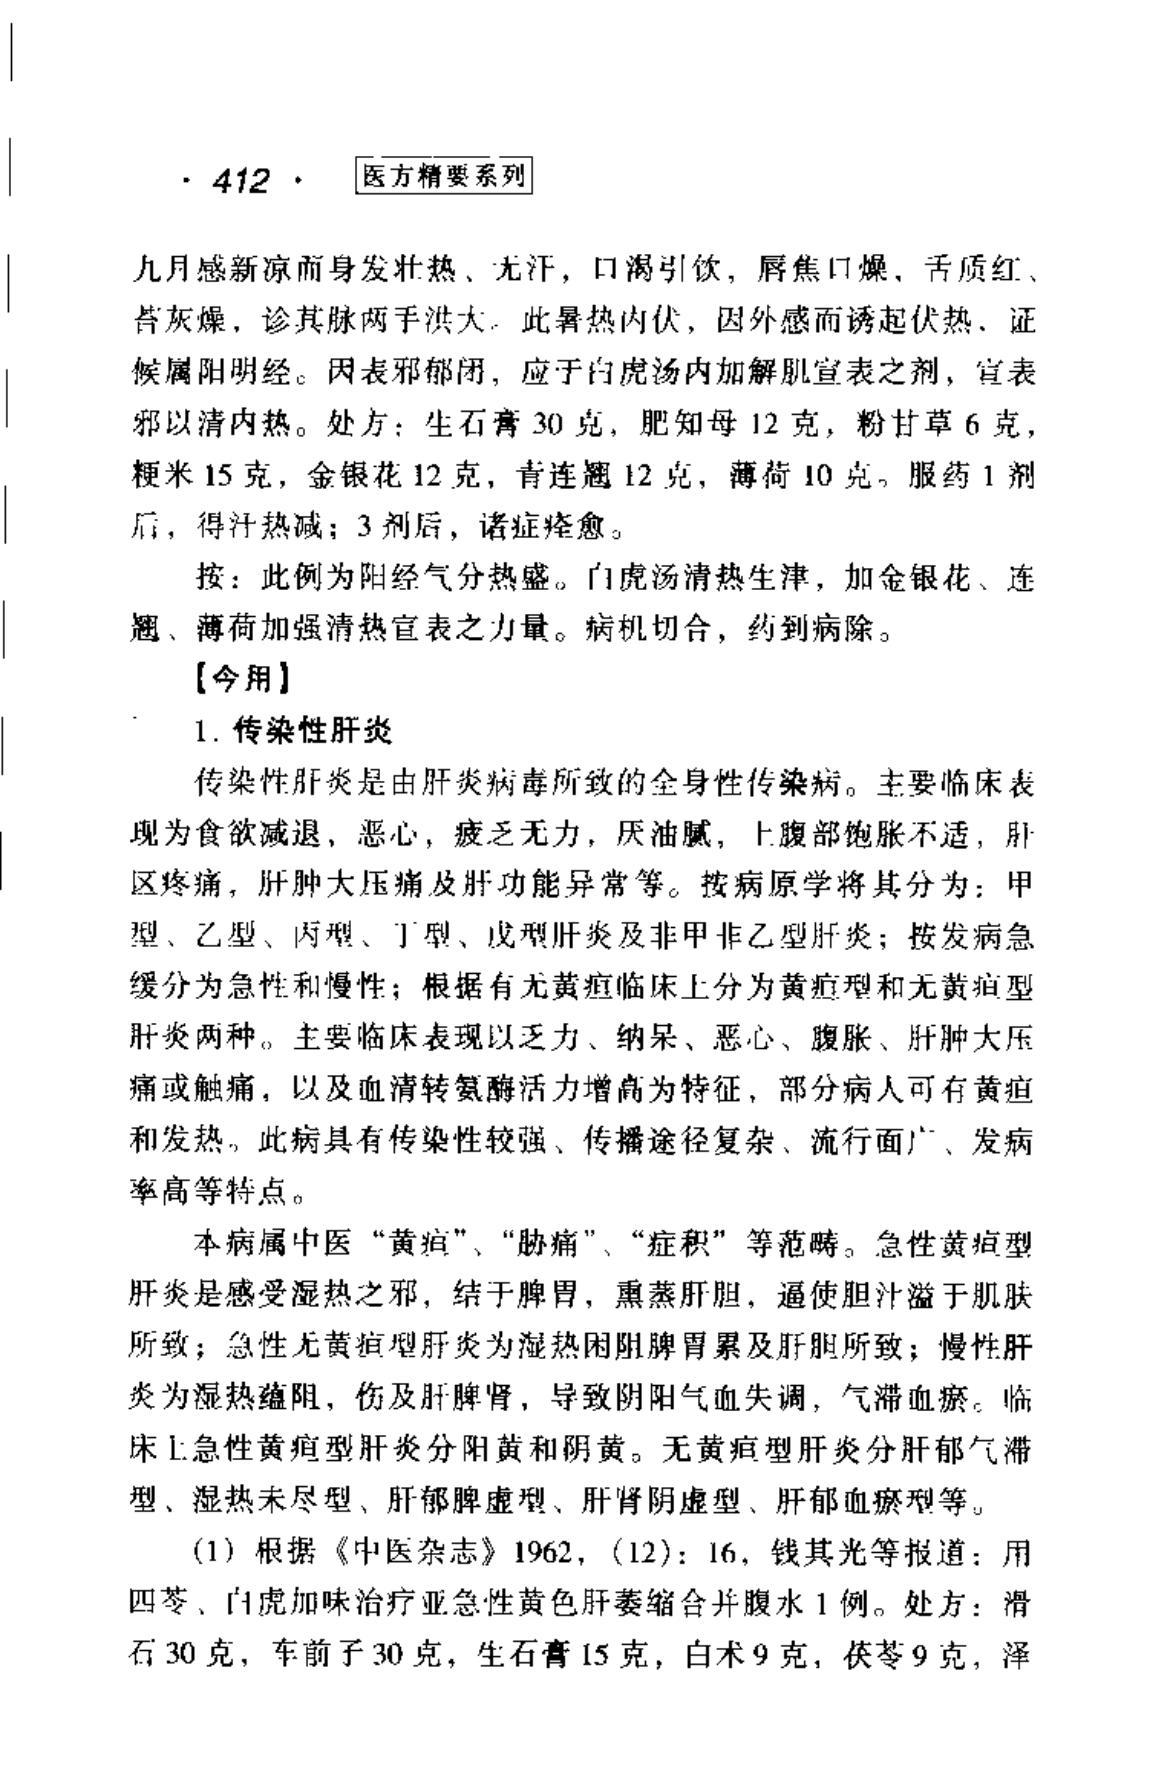 · 412 · 医方精要系列
九月感新凉而身发壮热、无汗，口渴引饮，唇焦口燥，舌质红、
苔灰燥，诊其脉两手洪大。此暑热内伏，因外感而诱起伏热，证
候属阳明经。因表邪郁闭，应于白虎汤内加解肌宣表之剂，宣表
邪以清内热。处方：生石膏 30 克，肥知母 12 克，粉甘草 6 克，
粳米 15 克，金银花 12 克，青连翘 12 克，薄荷 10 克。服药 1 剂
后，得汗热减；3 剂后，诸症痊愈。
按：此例为阳经气分热盛。白虎汤清热生津，加金银花、连
翘、薄荷加强清热宣表之力量。病机切合，药到病除。
【今用】
1. 传染性肝炎
传染性肝炎是由肝炎病毒所致的全身性传染病。主要临床表
现为食欲减退，恶心，疲乏无力，厌油腻，上腹部饱胀不适，肝
区疼痛，肝肿大压痛及肝功能异常等。按病原学将其分为：甲
型、乙型、丙型、丁型、戊型肝炎及非甲非乙型肝炎；按发病急
缓分为急性和慢性；根据有无黄疸临床上分为黄疸型和无黄疸型
肝炎两种。主要临床表现以乏力、纳呆、恶心、腹胀、肝肿大压
痛或触痛，以及血清转氨酶活力增高为特征，部分病人可有黄疸
和发热。此病具有传染性较强、传播途径复杂、流行面广、发病
率高等特点。
本病属中医“黄疸”、“胁痛”、“症积”等范畴。急性黄疸型
肝炎是感受湿热之邪，结于脾胃，熏蒸肝胆，逼使胆汁溢于肌肤
所致；急性无黄疸型肝炎为湿热困阻脾胃累及肝胆所致；慢性肝
炎为湿热蕴阻，伤及肝脾肾，导致阴阳气血失调，气滞血瘀。临
床上急性黄疸型肝炎分阳黄和阴黄。无黄疸型肝炎分肝郁气滞
型、湿热未尽型、肝郁脾虚型、肝肾阴虚型、肝郁血瘀型等。
(1) 根据《中医杂志》1962，(12)：16，钱其光等报道：用
四苓、白虎加味治疗亚急性黄色肝萎缩合并腹水 1 例。处方：滑
石 30 克，车前子 30 克，生石膏 15 克，白术 9 克，茯苓 9 克，泽